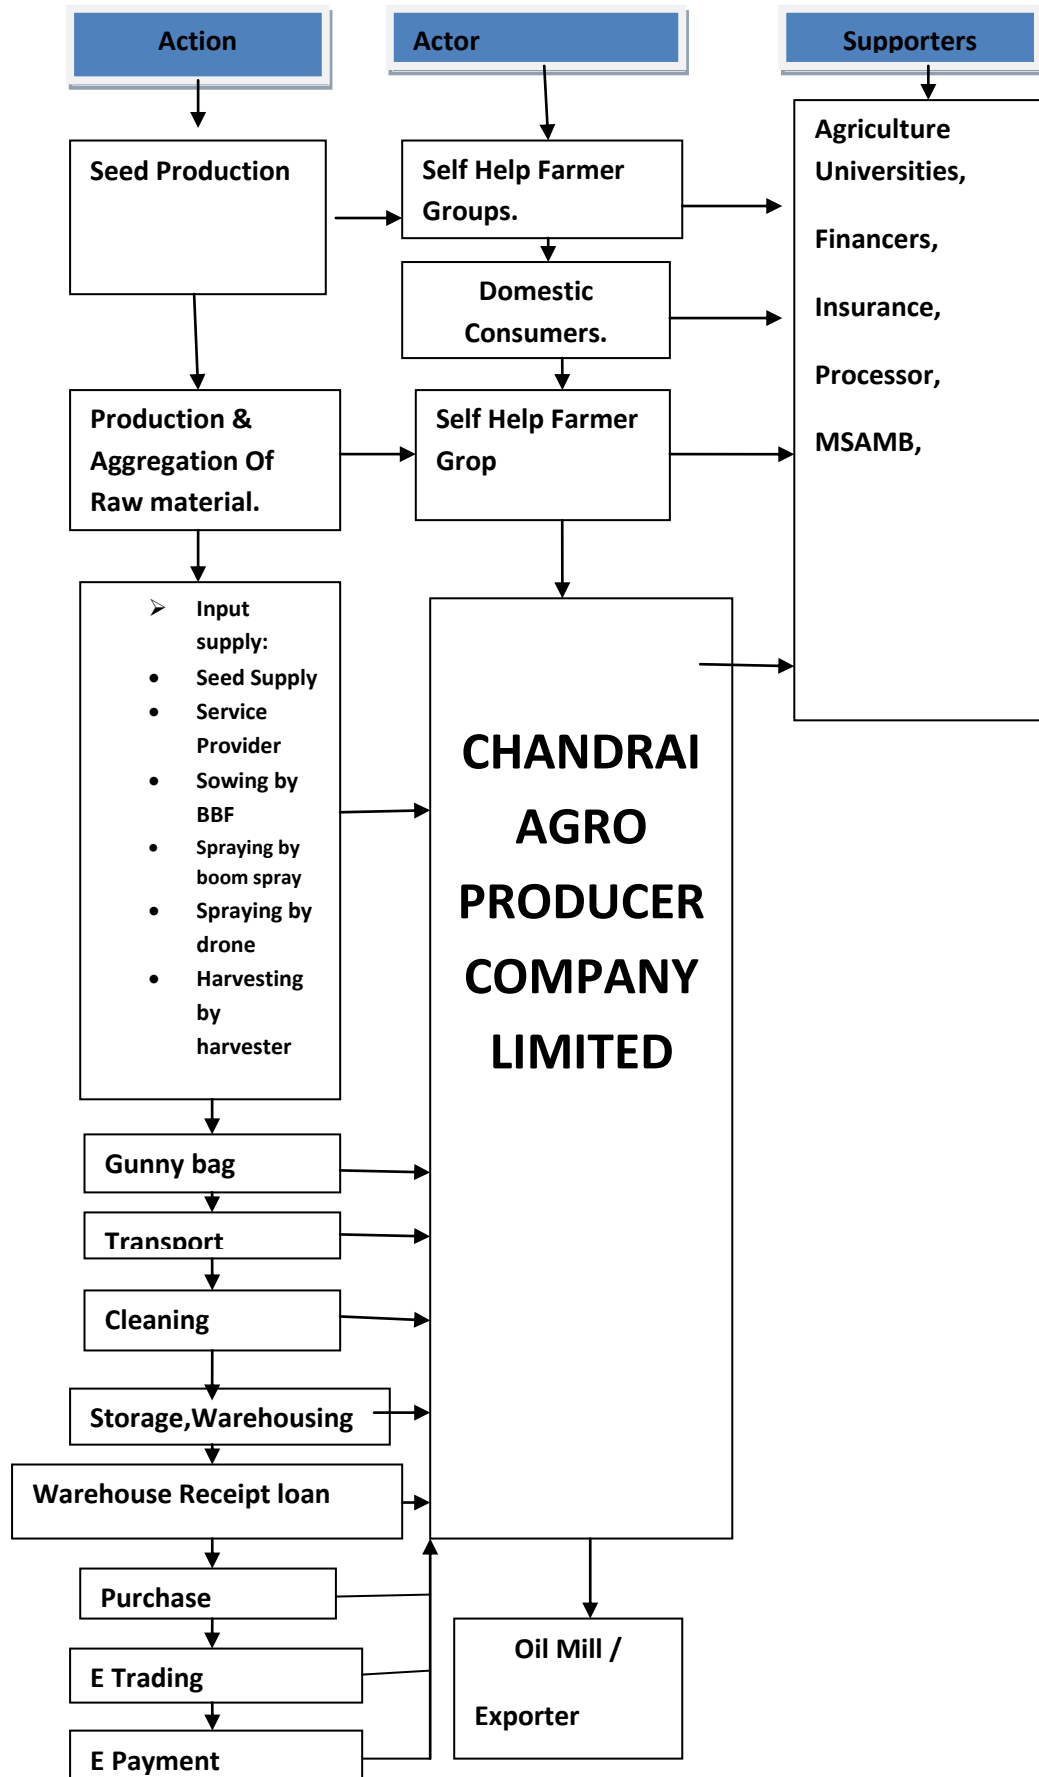 Action
Actor
Supporters
Seed Production
Self Help Farmer
Groups.
Agriculture
Universities,
Financers,
Insurance,
Processor,
MSAMB,
Domestic
Consumers.
Production &
Aggregation Of
Raw material.
Self Help Farmer
Grop
➢ Input
supply:
• Seed Supply
• Service
Provider
• Sowing by
BBF
• Spraying by
boom spray
• Spraying by
drone
• Harvesting
by
harvester
CHANDRAI
AGRO
PRODUCER
COMPANY
LIMITED
Gunny bag
Transport
Cleaning
Storage,Warehousing
Warehouse Receipt loan
Purchase
E Trading
E Payment
Oil Mill /
Exporter